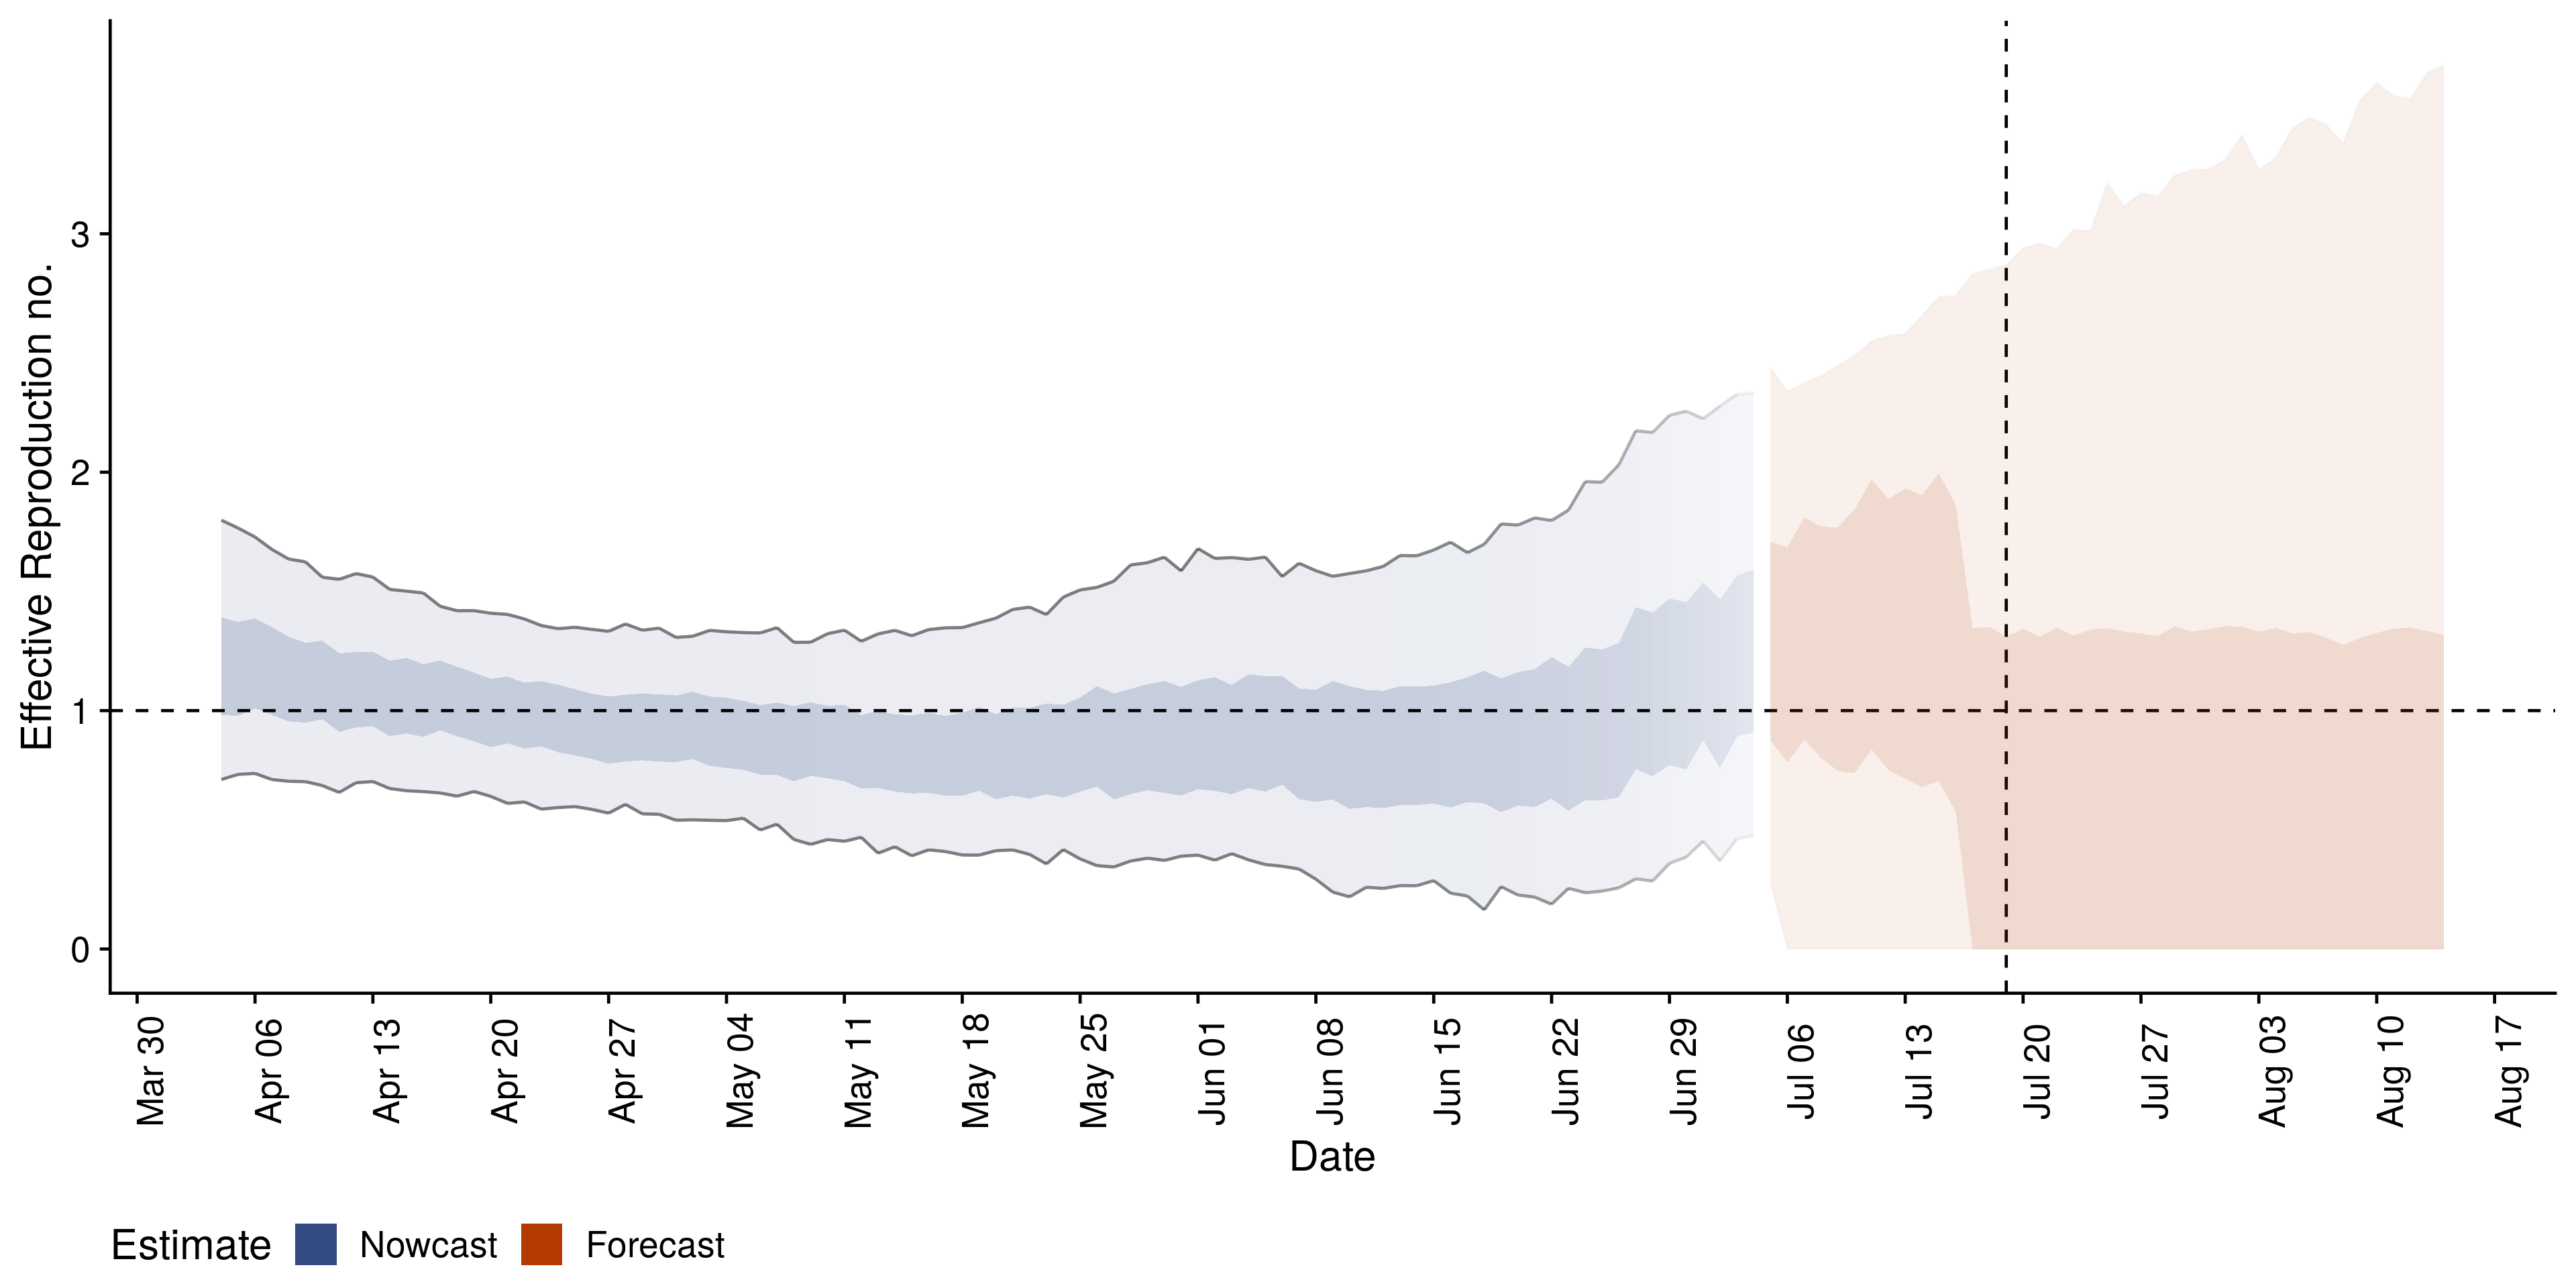 Effective Reproduction no.
3
2
1
0
Mar 30
Apr 06
Apr 13
Apr 20
Apr 27
May 04
May 11
May 18
May 25
Jun 01
Jun 08
Jun 15
Jun 22
Jun 29
Jul 06
Jul 13
Jul 20
Jul 27
Aug 03
Aug 10
Aug 17
Date
Estimate Nowcast Forecast